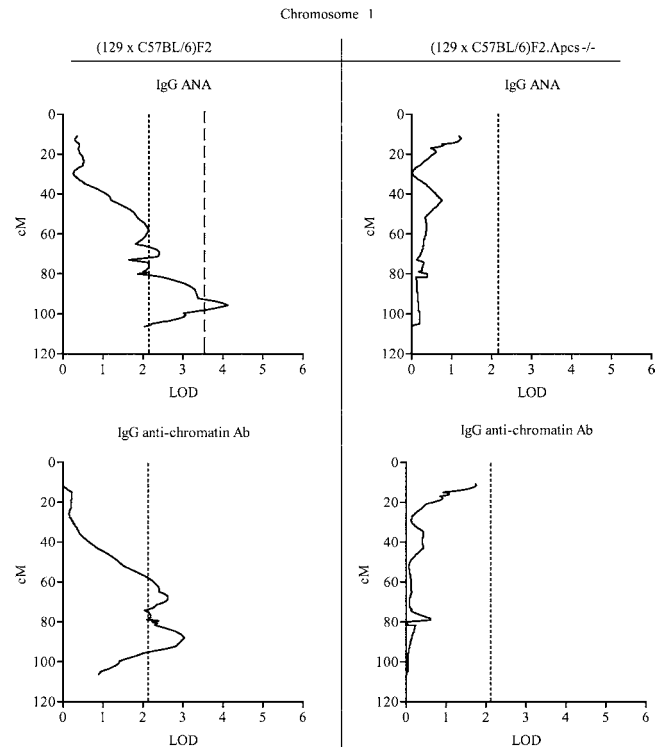 Chromosome 1
(129 x C57BL/6)F2
(129 x C57BL/6)F2.Apcs -/-
IgG ANA
IgG ANA
0
20
40
60
80
100
120
cM
0 1 2 3 4 5 6
LOD
0
20
40
60
80
100
120
cM
0 1 2 3 4 5 6
LOD
IgG anti-chromatin Ab
IgG anti-chromatin Ab
0
20
40
60
80
100
120
cM
0 1 2 3 4 5 6
LOD
0
20
40
60
80
100
120
cM
0 1 2 3 4 5 6
LOD